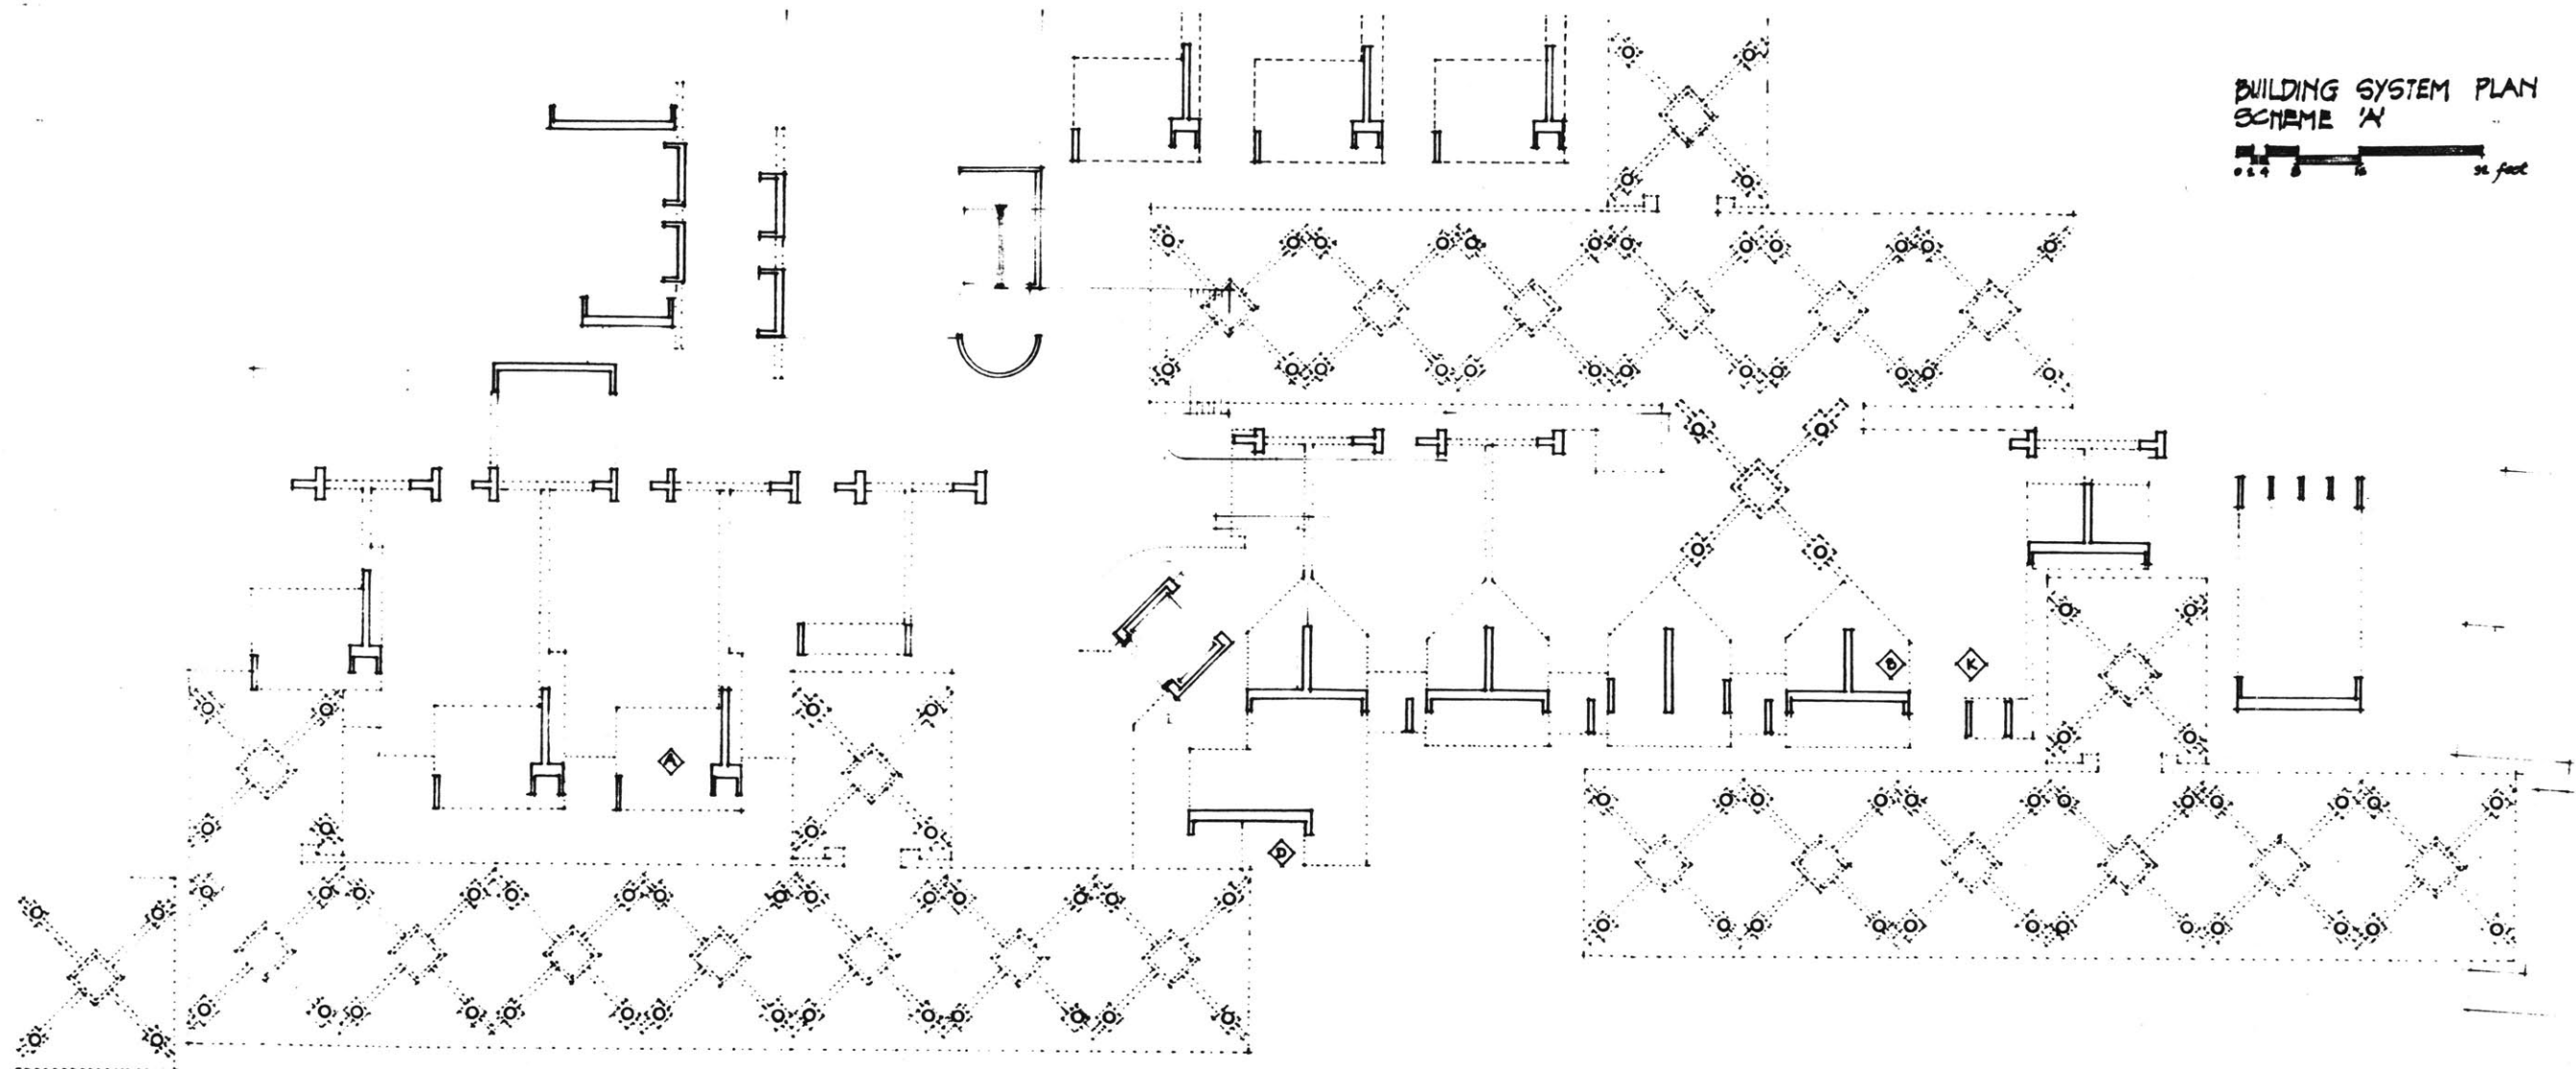 BUILDING SYSTEM PLAN
SCHEME 'A'
0 2 4 8 16 32 feet
B K
A
D